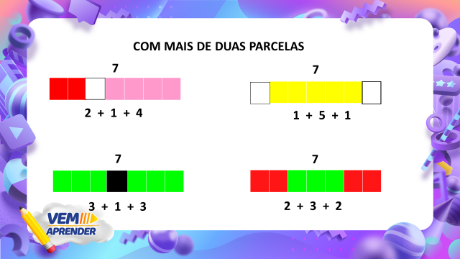 COM MAIS DE DUAS PARCELAS
7
2 + 1 + 4
7
1 + 5 + 1
7
3 + 1 + 3
7
2 + 3 + 2
VEM
APRENDER